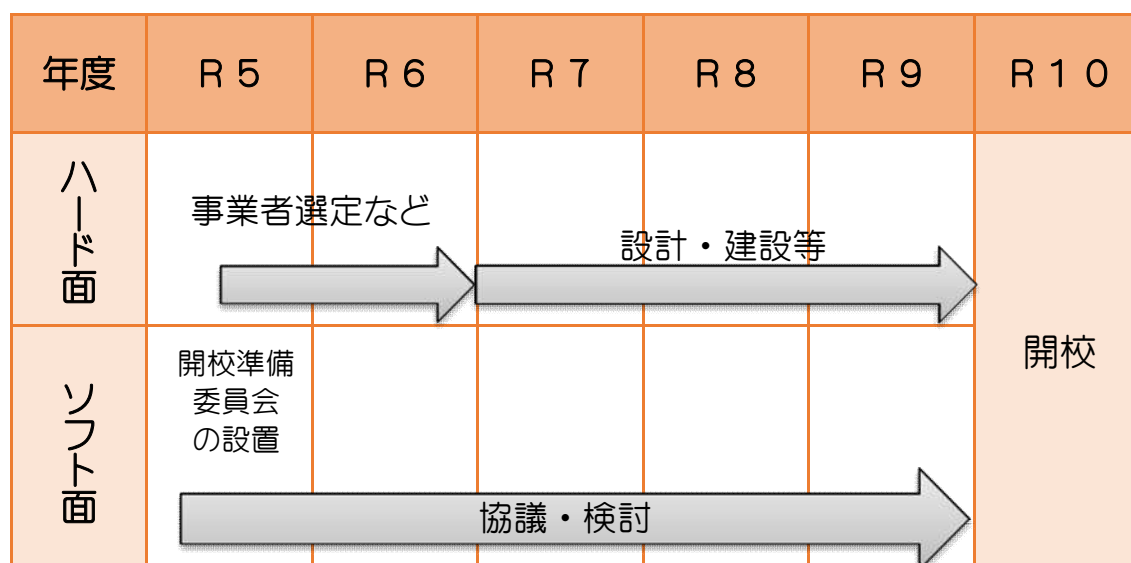 年度 R5 R6 R7 R8 R9 R10
ハード面
事業者選定など
設計・建設等
開校
ソフト面
開校準備
委員会
の設置
協議・検討